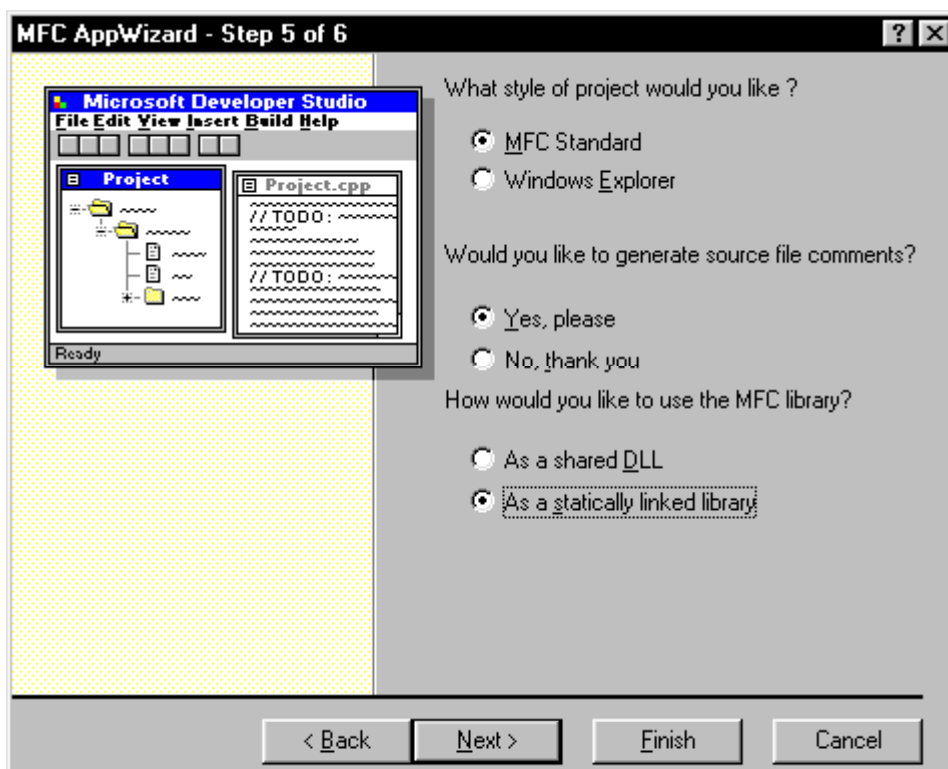 MFC AppWizard - Step 5 of 6
Microsoft Developer Studio
File Edit View Insert Build Help
Project
Project.cpp
//TODO:
//TODO:
Ready
What style of project would you like ?
MFC Standard
Windows Explorer
Would you like to generate source file comments?
Yes, please
No, thank you
How would you like to use the MFC library?
As a shared DLL
As a statically linked library
< Back
Next >
Finish
Cancel